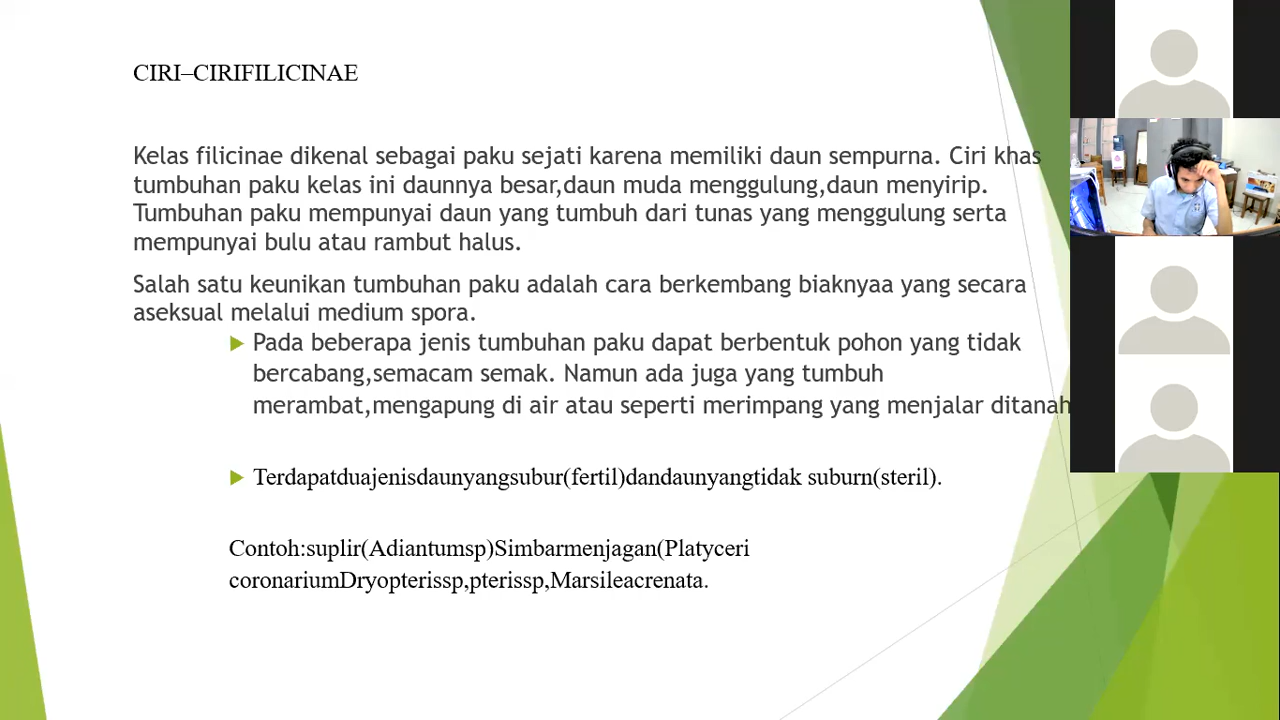 CIRI–CIRIFILICINAE
Kelas filicinae dikenal sebagai paku sejati karena memiliki daun sempurna. Ciri khas
tumbuhan paku kelas ini daunnya besar,daun muda menggulung,daun menyirip.
Tumbuhan paku mempunyai daun yang tumbuh dari tunas yang menggulung serta
mempunyai bulu atau rambut halus.
Salah satu keunikan tumbuhan paku adalah cara berkembang biaknyaa yang secara
aseksual melalui medium spora.
Pada beberapa jenis tumbuhan paku dapat berbentuk pohon yang tidak
bercabang,semacam semak. Namun ada juga yang tumbuh
merambat,mengapung di air atau seperti merimpang yang menjalar ditanah
Terdapatduajenisdaunyangsubur(fertil)dandaunyangtidak suburn(steril).
Contoh:suplir(Adiantumsp)Simbarmenjagan(Platyceri
coronariumDryopterissp,pterissp,Marsileacrenata.